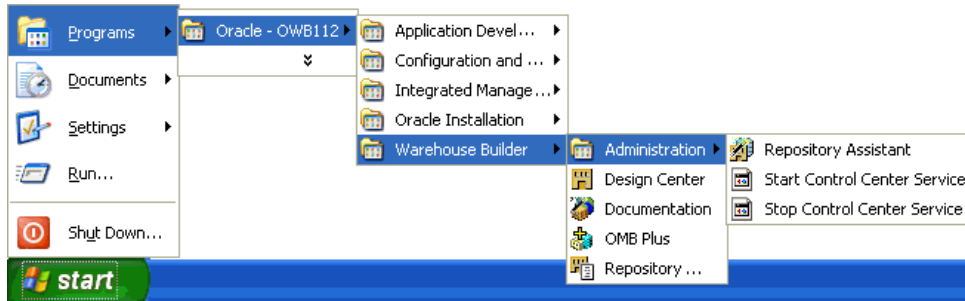 Programs
Documents
Settings
Run...
Shut Down...
start
Oracle - OWB112
Application Devel...
Configuration and ...
Integrated Manage...
Oracle Installation
Warehouse Builder
Administration
Design Center
Documentation
OMB Plus
Repository ...
Repository Assistant
Start Control Center Service
Stop Control Center Service